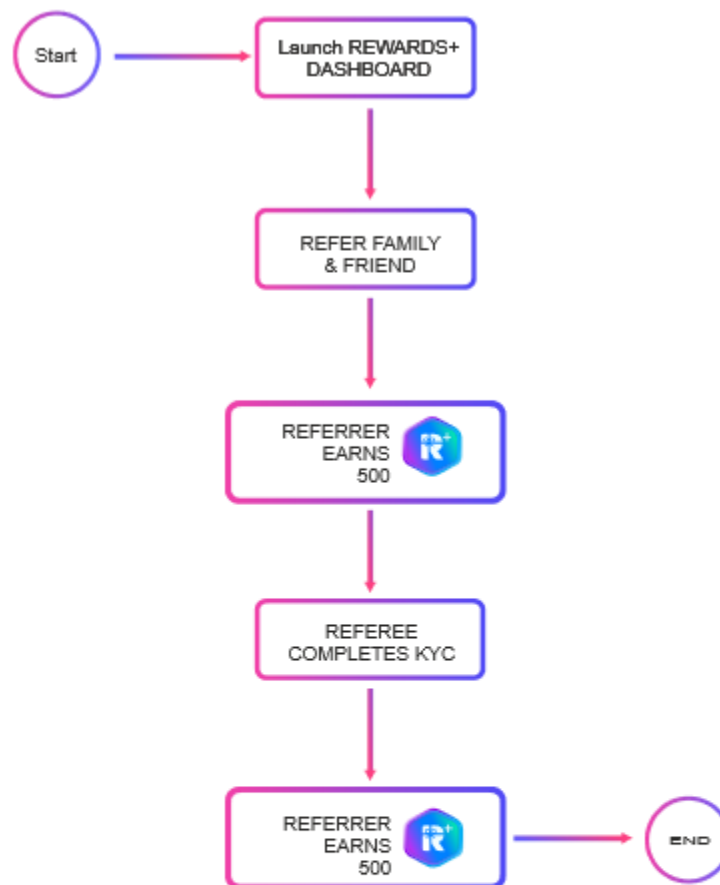 Start
Launch REWARDS+
DASHBOARD
REFER FAMILY
& FRIEND
REFERRER
EARNS
500
R+
REFEREE
COMPLETES KYC
REFERRER
EARNS
500
R+
END